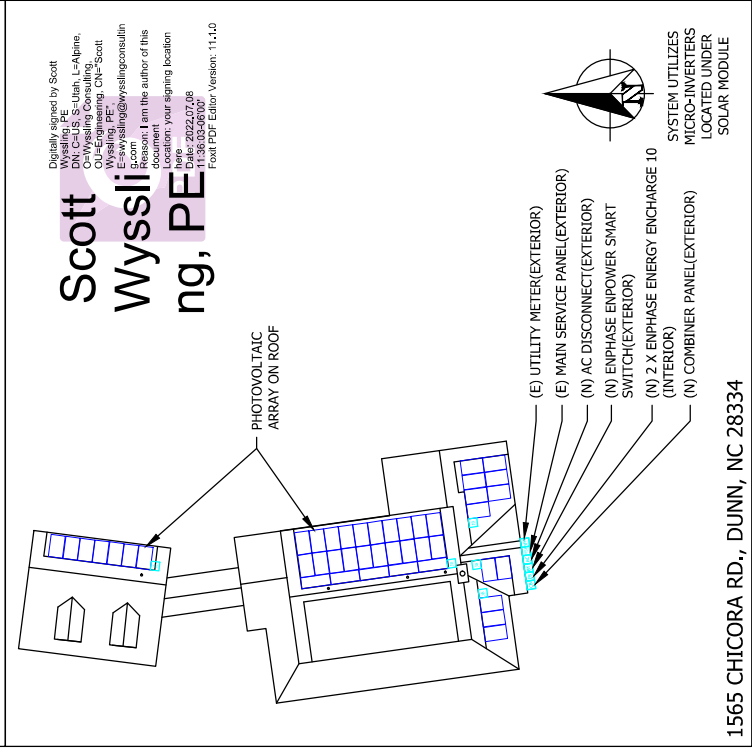 Scott
Wyssli
ng, PE
Digitally signed by Scott
Wyssling, PE
DN: C=US, S=Utah, L=Alpine,
O=Wyssling Consulting,
OU=Engineering, CN="Scott
Wyssling, PE",
E=swyssling@wysslingconsultin
g.com
Reason: I am the author of this
document
Location: your signing location
here
Date: 2022.07.08
11:36:03-06'00'
Foxit PDF Editor Version: 11.1.0
N
SYSTEM UTILIZES
MICRO-INVERTERS
LOCATED UNDER
SOLAR MODULE
PHOTOVOLTAIC
ARRAY ON ROOF
(E) UTILITY METER(EXTERIOR)
(E) MAIN SERVICE PANEL(EXTERIOR)
(N) AC DISCONNECT(EXTERIOR)
(N) ENPHASE ENPOWER SMART
SWITCH(EXTERIOR)
(N) 2 X ENPHASE ENERGY ENCHARGE 10
(INTERIOR)
(N) COMBINER PANEL(EXTERIOR)
1565 CHICORA RD., DUNN, NC 28334